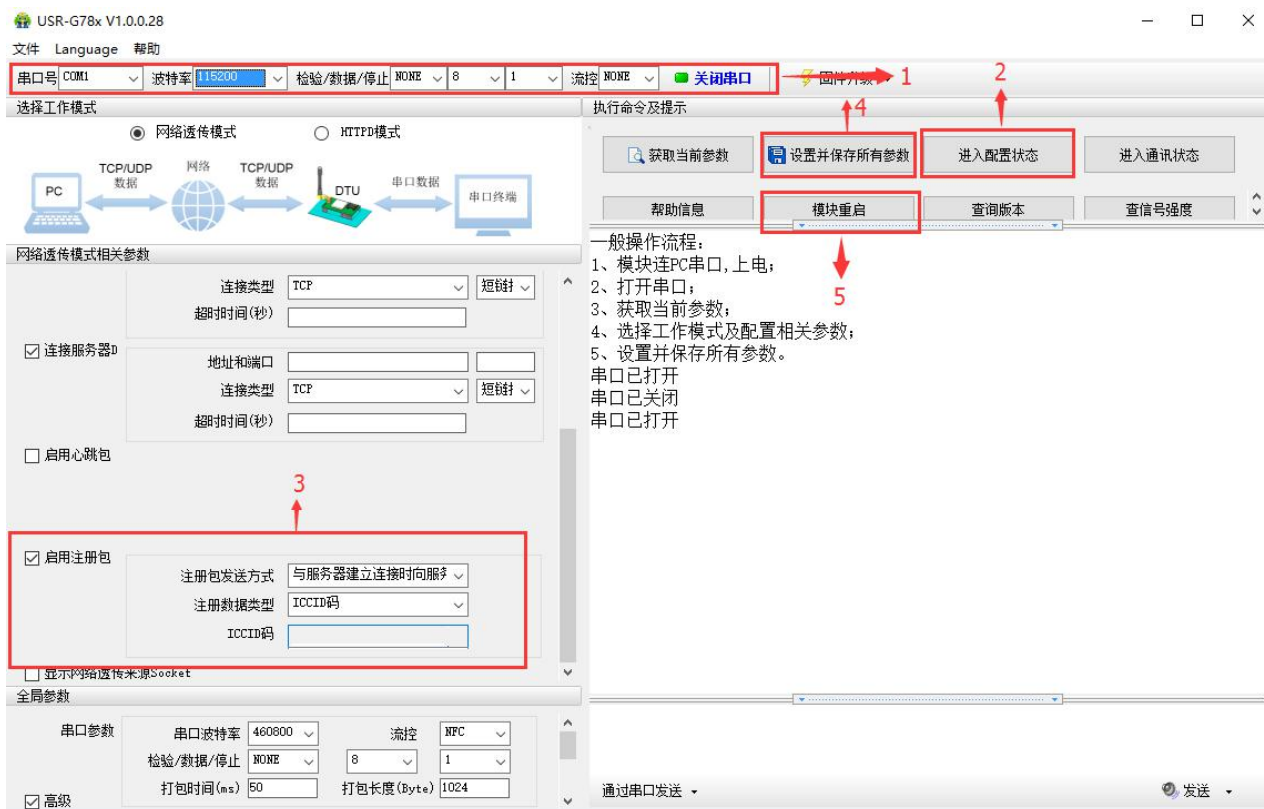 USR-G78x V1.0.0.28
文件 Language 帮助
串口号 COM1 波特率 115200 检验/数据/停止 NONE 8 1 流控 NONE 关闭串口 固件升级 1
选择工作模式
网络透传模式 HTTPD模式
PC
TCP/UDP
数据
网络
TCP/UDP
数据
DTU
串口数据
串口终端
网络透传模式相关参数
连接类型 TCP 短链接
超时时间(秒)
连接服务器D
地址和端口
连接类型 TCP 短链接
超时时间(秒)
启用心跳包
3
启用注册包
注册包发送方式 与服务器建立连接时向服务
注册数据类型 ICCID码
ICCID码
显示网络透传来源Socket
全局参数
串口参数 串口波特率 460800 流控 NFC
检验/数据/停止 NONE 8 1
打包时间(ms) 50 打包长度(Byte) 1024
高级
执行命令及提示
4
2
获取当前参数 设置并保存所有参数 进入配置状态 进入通讯状态
帮助信息 模块重启 查询版本 查信号强度
5
一般操作流程：
1、模块连PC串口,上电；
2、打开串口；
3、获取当前参数；
4、选择工作模式及配置相关参数；
5、设置并保存所有参数。
串口已打开
串口已关闭
串口已打开
通过串口发送 发送